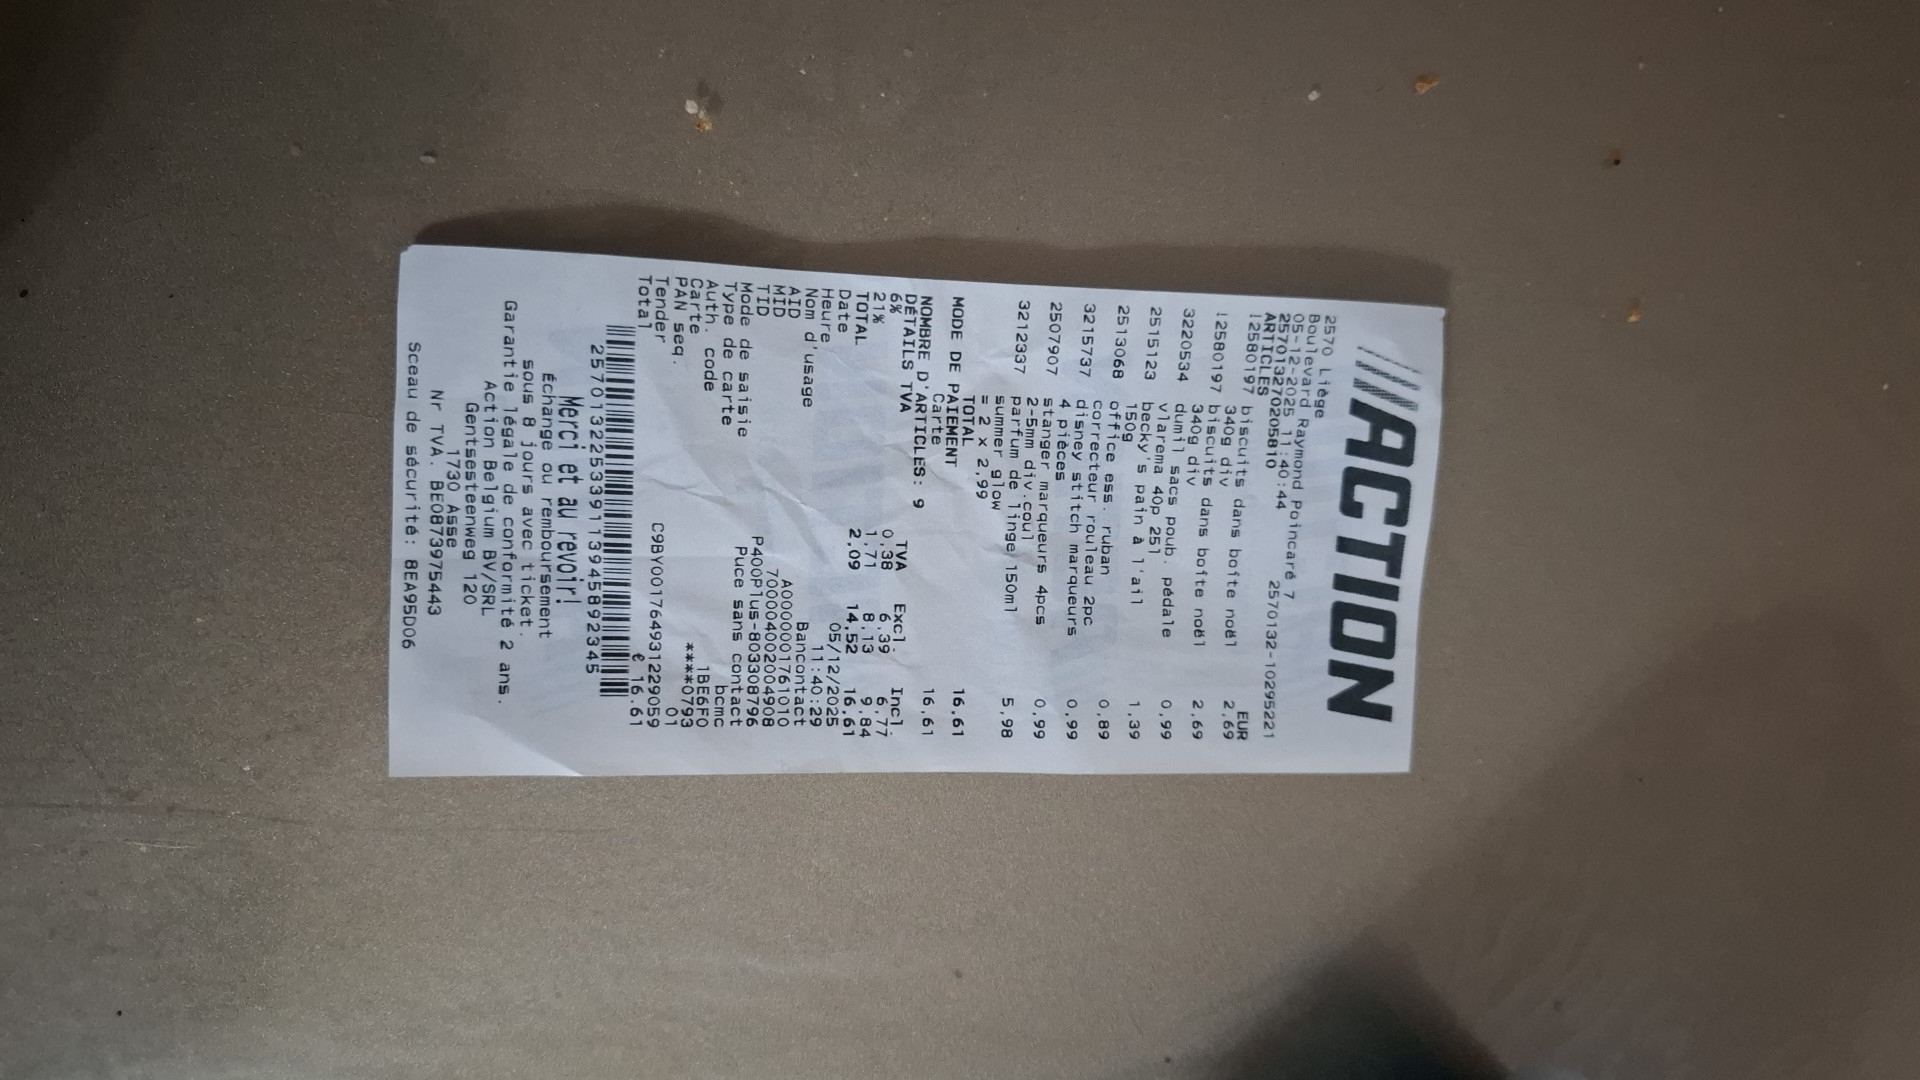 ACTION
2570 Liège
Boulevard Raymond Poincaré 7
05-12-2025 11:40:44 2570132-10295221
257013270205810
ARTICLES EUR
12580197 biscuits dans boîte noël 2,69
340g div
12580197 biscuits dans boîte noël 2,69
340g div
3220534 dumil sacs poub. pédale 0,99
vlarema 40p 25l
2515123 becky's pain à l'ail 1,39
150g
2513068 office ess. ruban 0,89
correcteur rouleau 2pc
3215737 disney stitch marqueurs 0,99
4 pièces
2507907 stanger marqueurs 4pcs 0,99
2-5mm div.coul
3212337 parfum de linge 150ml 5,98
summer glow
= 2 x 2,99
TOTAL 16,61
MODE DE PAIEMENT
Carte 16,61
NOMBRE D'ARTICLES: 9
DÉTAILS TVA TVA Excl. Incl.
6% 0,38 6,39 6,77
21% 1,71 8,13 9,84
TOTAL 2,09 14,52 16,61
Date 05/12/2025
Heure 11:40:29
Nom d'usage Bancontact
AID A0000001761010
MID 700004002004908
TID P400Plus-803308796
Mode de saisie Puce sans contact
Type de carte bcmc
Auth. code 1BE6F0
Carte ****0793
PAN seq. 01
Tender C9BY001764931229059
Total € 16.61
257013225339113945892345
Merci et au revoir!
Échange ou remboursement
sous 8 jours avec ticket.
Garantie légale de conformité 2 ans.
Action Belgium BV/SRL
Gentsesteenweg 120
1730 Asse
Nr TVA. BE0873975443
Sceau de sécurité: 8EA95D06